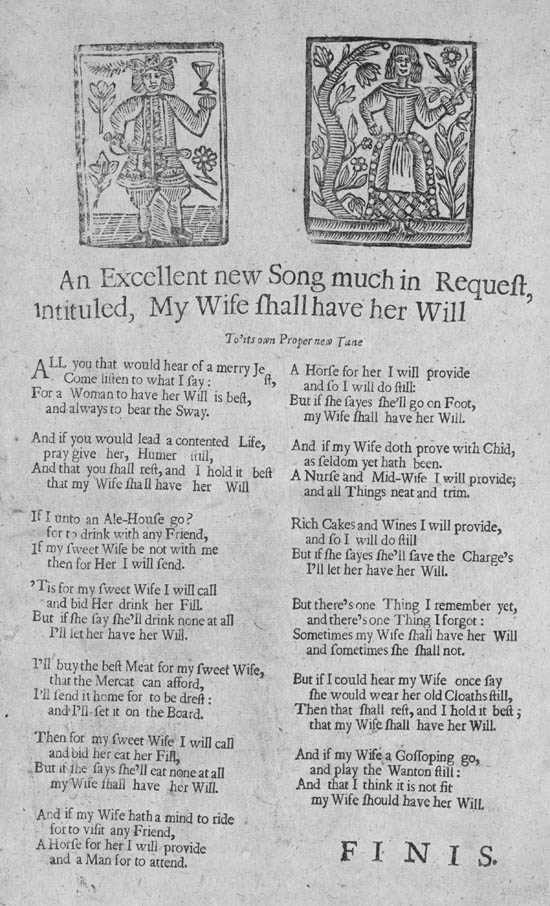 An Excellent new Song much in Requeſt,
intituled, My Wife ſhall have her Will
To'its own Proper new Tune
ALL you that would hear of a merry Jeſt,
Come liſten to what I ſay:
For a Woman to have her Will is beſt,
and always to bear the Sway.
And if you would lead a contented Life,
pray give her, Humer ſtill,
And that you ſhall reſt, and I hold it beſt
that my Wife ſhall have her Will
If I unto an Ale-Houſe go?
for to drink with any Friend,
If my ſweet Wife be not with me
then for Her I will ſend.
'Tis for my ſweet Wife I will call
and bid Her drink her Fill.
But if ſhe ſay ſhe'll drink none at all
I'll let her have her Will.
I'll buy the beſt Meat for my ſweet Wife,
that the Mercat can afford,
I'll ſend it home for to be dreſt:
and I'll ſet it on the Board.
Then for my ſweet Wife I will call
and bid her eat her Fill,
But if ſhe ſays ſhe'll eat none at all
my Wife ſhall have her Will.
And if my Wife hath a mind to ride
for to viſit any Friend,
A Horſe for her I will provide
and a Man for to attend.
A Horſe for her I will provide
and ſo I will do ſtill:
But if ſhe ſayes ſhe'll go on Foot,
my Wife ſhall have her Will.
And if my Wife doth prove with Chid,
as ſeldom yet hath been.
A Nurſe and Mid-Wife I will provide;
and all Things neat and trim.
Rich Cakes and Wines I will provide,
and ſo I will do ſtill
But if ſhe ſayes ſhe'll ſave the Charge's
I'll let her have her Will.
But there's one Thing I remember yet,
and there's one Thing I forgot:
Sometimes my Wife ſhall have her Will
and ſometimes ſhe ſhall not.
But if I could hear my Wife once ſay
ſhe would wear her old Cloaths ſtill,
Then that ſhall reſt, and I hold it beſt;
that my Wife ſhall have her Will.
And if my Wife a Goſſoping go,
and play the Wanton ſtill:
And that I think it is not fit
my Wife ſhould have her Will.
FINIS.